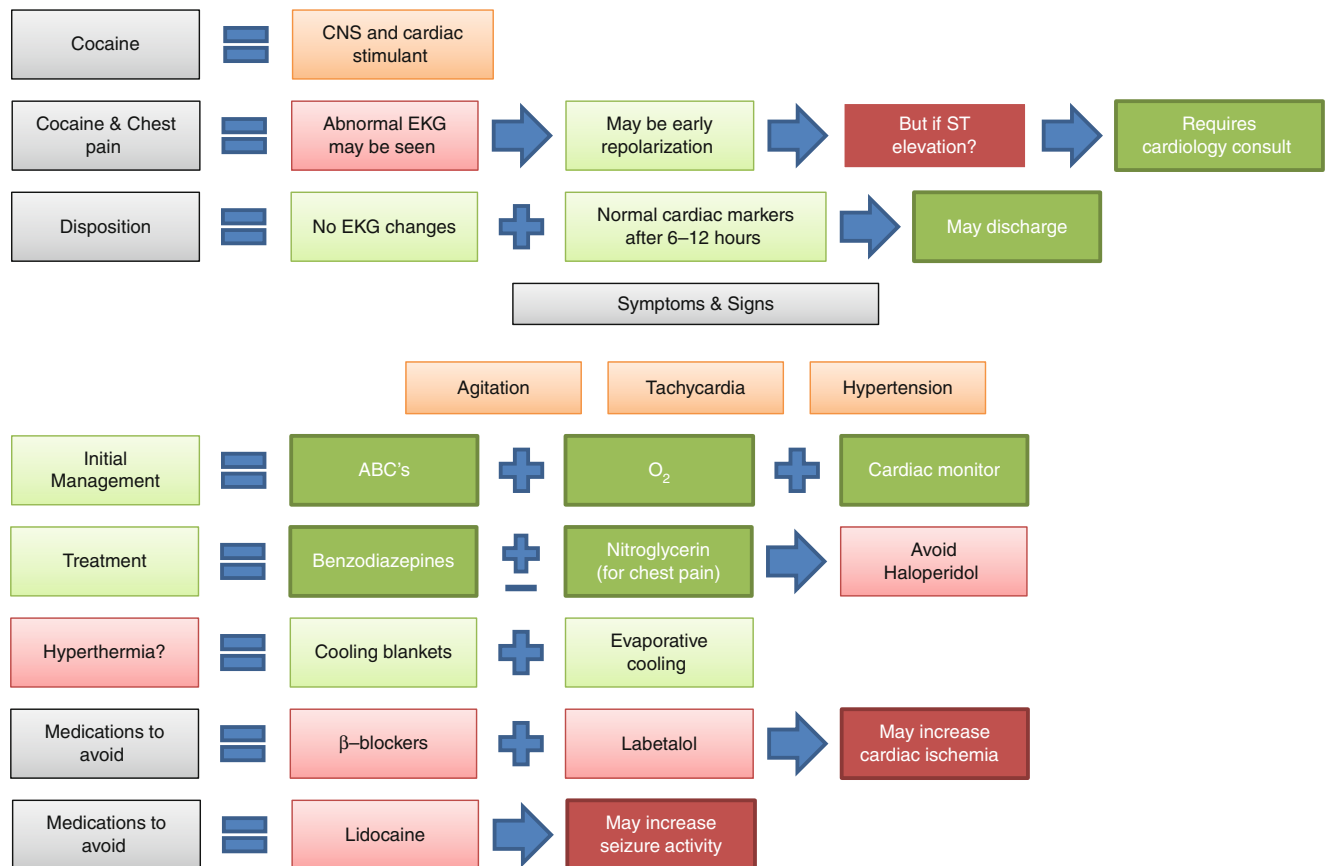 Cocaine
CNS and cardiac
stimulant
Cocaine & Chest
pain
Abnormal EKG
may be seen
May be early
repolarization
But if ST
elevation?
Requires
cardiology consult
Disposition
No EKG changes
Normal cardiac markers
after 6–12 hours
May discharge
Symptoms & Signs
Agitation
Tachycardia
Hypertension
Initial
Management
ABC's
O₂
Cardiac monitor
Treatment
Benzodiazepines
Nitroglycerin
(for chest pain)
Avoid
Haloperidol
Hyperthermia?
Cooling blankets
Evaporative
cooling
Medications to
avoid
β–blockers
Labetalol
May increase
cardiac ischemia
Medications to
avoid
Lidocaine
May increase
seizure activity